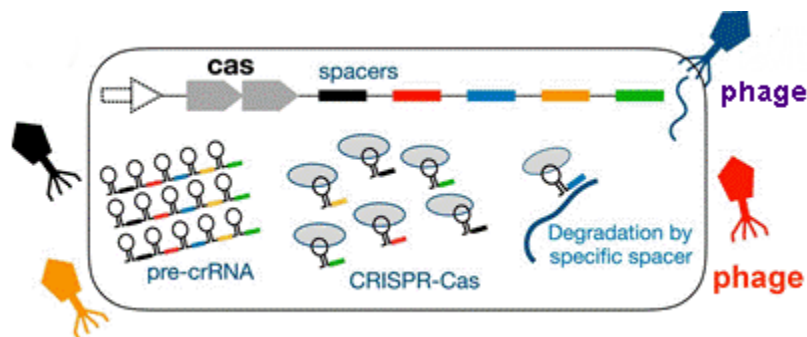 cas
spacers
phage
pre-crRNA
CRISPR-Cas
Degradation by
specific spacer
phage